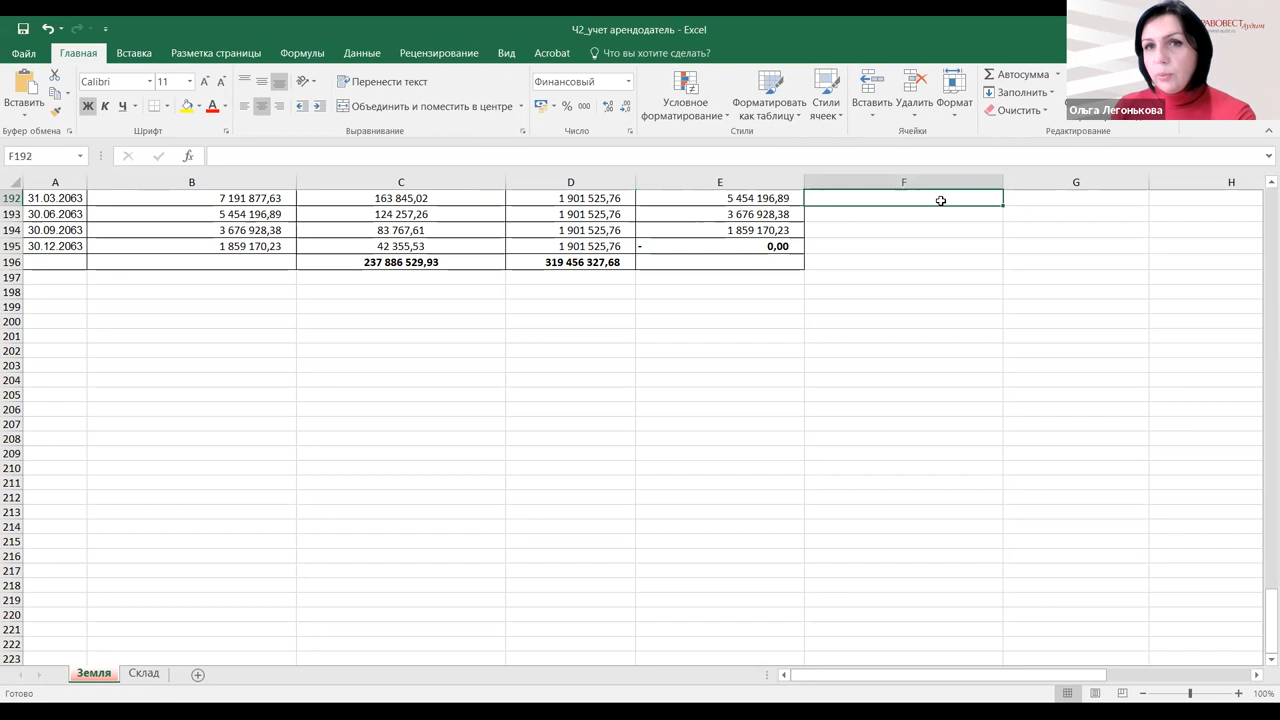 Ч2_учет арендодатель - Excel
РАВОВЕСТ Аудит
Файл Главная Вставка Разметка страницы Формулы Данные Рецензирование Вид Acrobat Что вы хотите сделать?
Вставить
Calibri 11
Ж К Ч
Перенести текст
Объединить и поместить в центре
Финансовый
% 000
Условное форматирование
Форматировать как таблицу
Стили ячеек
Вставить Удалить Формат
Автосумма
Заполнить
Очистить
Ольга Легонькова
Буфер обмена Шрифт Выравнивание Число Стили Ячейки Редактирование
F192 fx
A B C D E F G H
192 31.03.2063 7 191 877,63 163 845,02 1 901 525,76 5 454 196,89
193 30.06.2063 5 454 196,89 124 257,26 1 901 525,76 3 676 928,38
194 30.09.2063 3 676 928,38 83 767,61 1 901 525,76 1 859 170,23
195 30.12.2063 1 859 170,23 42 355,53 1 901 525,76 - 0,00
196 237 886 529,93 319 456 327,68
197
198
199
200
201
202
203
204
205
206
207
208
209
210
211
212
213
214
215
216
217
218
219
220
221
222
223
Земля Склад
Готово 100%